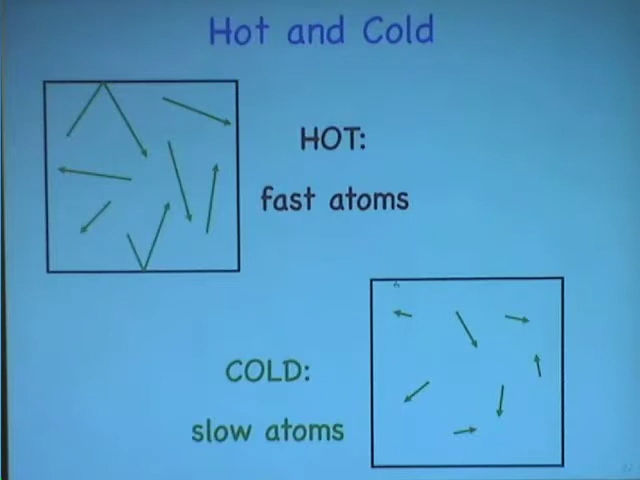 Hot and Cold
HOT:
fast atoms
COLD:
slow atoms